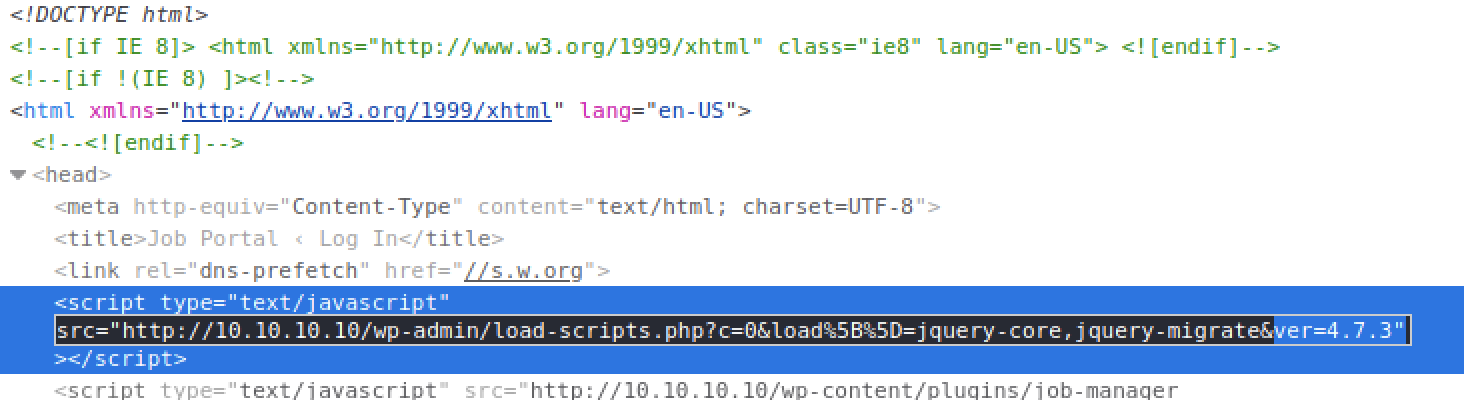 <!DOCTYPE html>
<!--[if IE 8]> <html xmlns="http://www.w3.org/1999/xhtml" class="ie8" lang="en-US"> <![endif]-->
<!--[if !(IE 8) ]><!-->
<html xmlns="http://www.w3.org/1999/xhtml" lang="en-US">
<!--<![endif]-->
<head>
<meta http-equiv="Content-Type" content="text/html; charset=UTF-8">
<title>Job Portal ‹ Log In</title>
<link rel="dns-prefetch" href="//s.w.org">
<script type="text/javascript"
src="http://10.10.10.10/wp-admin/load-scripts.php?c=0&load%5B%5D=jquery-core,jquery-migrate&ver=4.7.3"
></script>
<script type="text/javascript" src="http://10.10.10.10/wp-content/plugins/job-manager